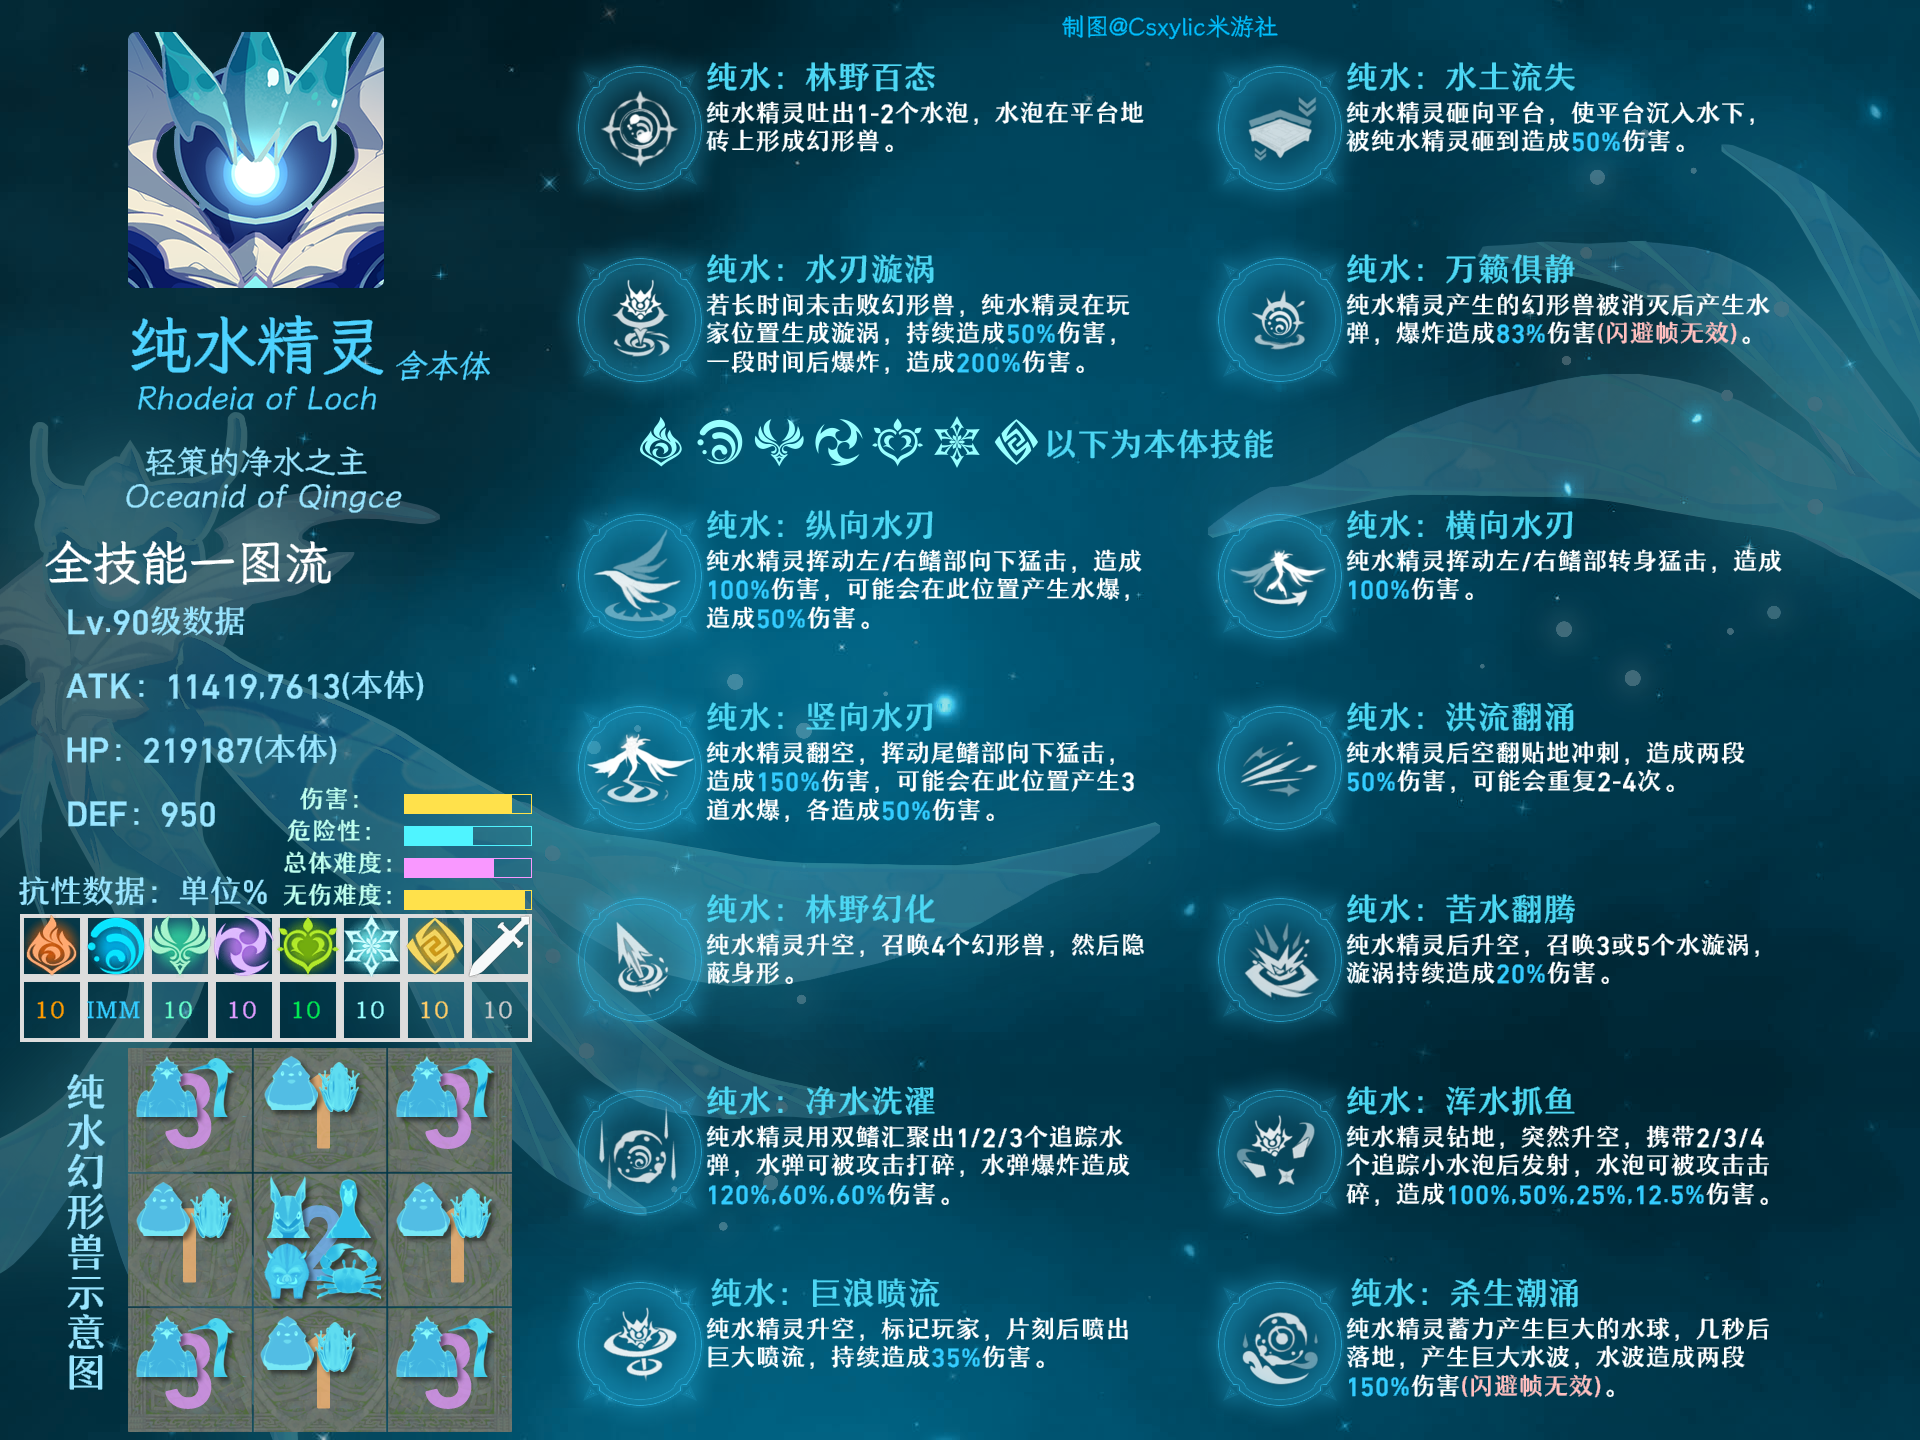 制图@Csxylic米游社
纯水精灵 含本体
Rhodeia of Loch
轻策的净水之主
Oceanid of Qingce
全技能一图流
Lv.90级数据
ATK：11419,7613(本体)
HP：219187(本体)
DEF：950
伤害：
危险性：
总体难度：
无伤难度：
抗性数据：单位%
10 IMM 10 10 10 10 10 10
纯水幻形兽示意图
3 1 3
1 2 1
3 1 3
纯水：林野百态
纯水精灵吐出1-2个水泡，水泡在平台地
砖上形成幻形兽。
纯水：水土流失
纯水精灵砸向平台，使平台沉入水下，
被纯水精灵砸到造成50%伤害。
纯水：水刃漩涡
若长时间未击败幻形兽，纯水精灵在玩
家位置生成漩涡，持续造成50%伤害，
一段时间后爆炸，造成200%伤害。
纯水：万籁俱静
纯水精灵产生的幻形兽被消灭后产生水
弹，爆炸造成83%伤害(闪避帧无效)。
以下为本体技能
纯水：纵向水刃
纯水精灵挥动左/右鳍部向下猛击，造成
100%伤害，可能会在此位置产生水爆，
造成50%伤害。
纯水：横向水刃
纯水精灵挥动左/右鳍部转身猛击，造成
100%伤害。
纯水：竖向水刃
纯水精灵翻空，挥动尾鳍部向下猛击，
造成150%伤害，可能会在此位置产生3
道水爆，各造成50%伤害。
纯水：洪流翻涌
纯水精灵后空翻贴地冲刺，造成两段
50%伤害，可能会重复2-4次。
纯水：林野幻化
纯水精灵升空，召唤4个幻形兽，然后隐
蔽身形。
纯水：苦水翻腾
纯水精灵后升空，召唤3或5个水漩涡，
漩涡持续造成20%伤害。
纯水：净水洗濯
纯水精灵用双鳍汇聚出1/2/3个追踪水
弹，水弹可被攻击打碎，水弹爆炸造成
120%,60%,60%伤害。
纯水：浑水抓鱼
纯水精灵钻地，突然升空，携带2/3/4
个追踪小水泡后发射，水泡可被攻击击
碎，造成100%,50%,25%,12.5%伤害。
纯水：巨浪喷流
纯水精灵升空，标记玩家，片刻后喷出
巨大喷流，持续造成35%伤害。
纯水：杀生潮涌
纯水精灵蓄力产生巨大的水球，几秒后
落地，产生巨大水波，水波造成两段
150%伤害(闪避帧无效)。